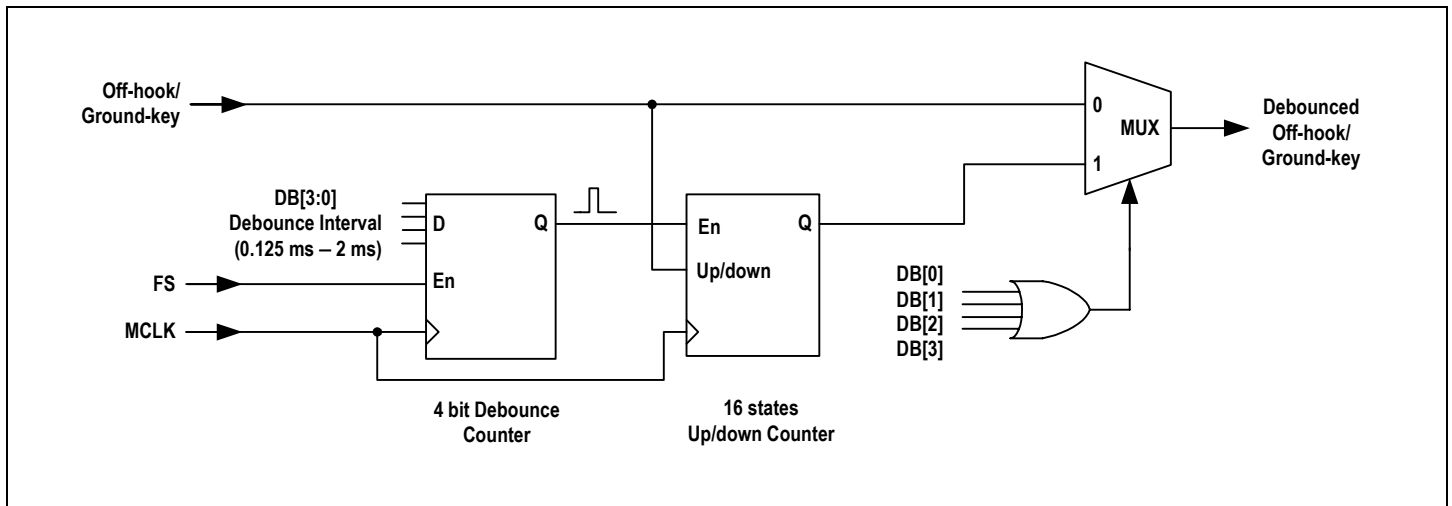 Off-hook/
Ground-key
0
MUX
1
Debounced
Off-hook/
Ground-key
DB[3:0]
Debounce Interval
(0.125 ms – 2 ms)
D
Q
En
FS
MCLK
En
Up/down
Q
DB[0]
DB[1]
DB[2]
DB[3]
4 bit Debounce
Counter
16 states
Up/down Counter